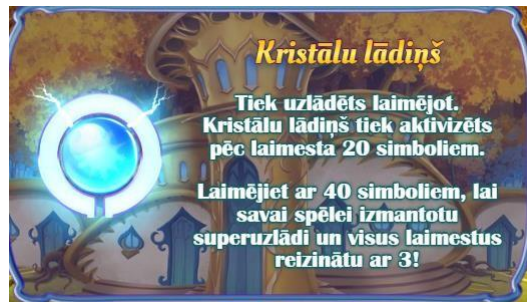 Kristālu lādiņš
Tiek uzlādēts laimējot.
Kristālu lādiņš tiek aktivizēts
pēc laimesta 20 simboliem.
Laimējiet ar 40 simboliem, lai
savai spēlei izmantotu
superuzlādi un visus laimestus
reizinātu ar 3!